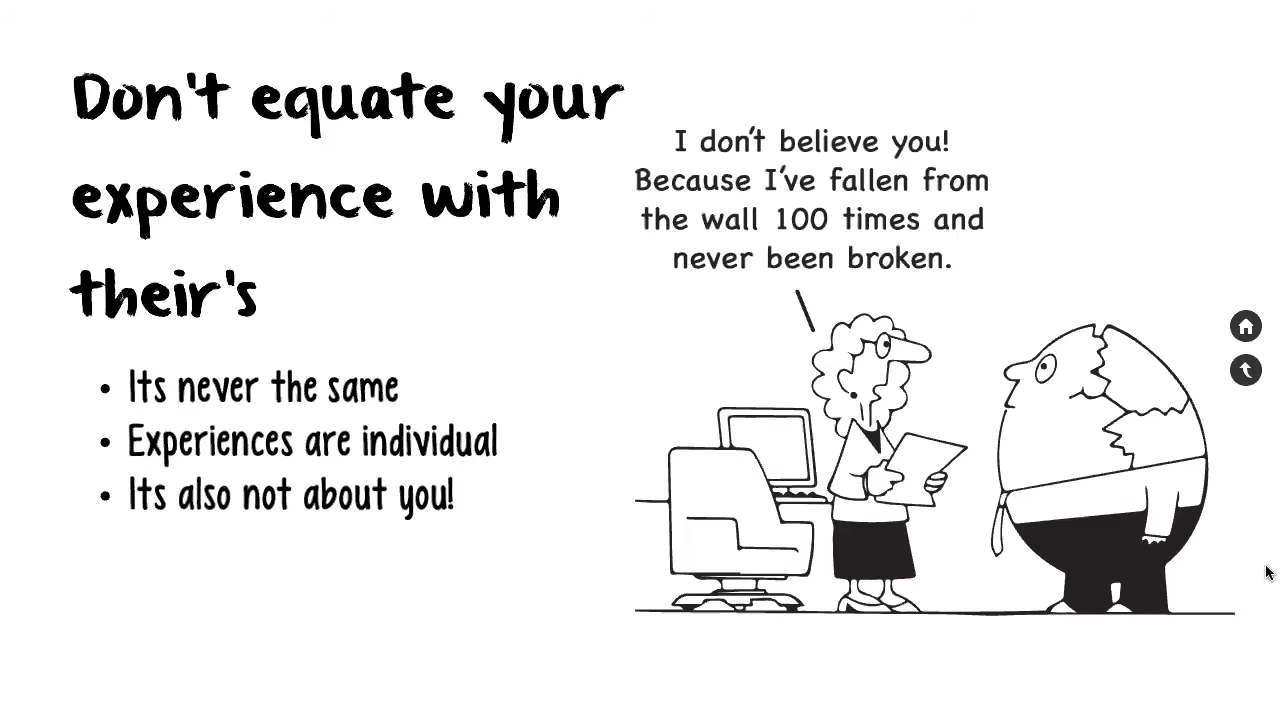 Don't equate your
experience with
their's
• Its never the same
• Experiences are individual
• Its also not about you!
I don't believe you!
Because I've fallen from
the wall 100 times and
never been broken.